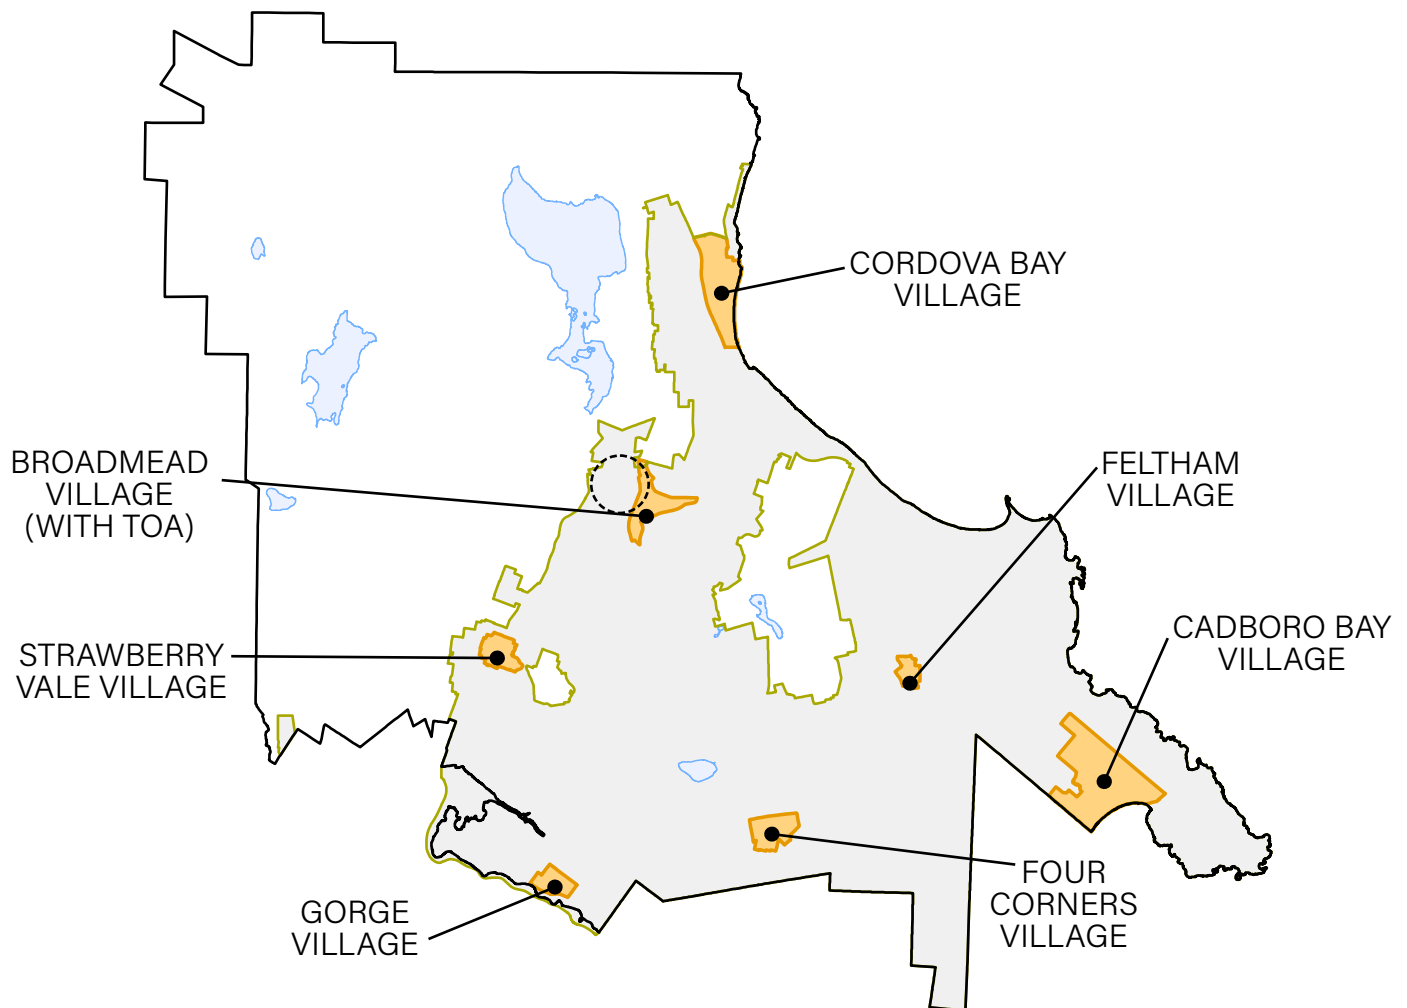 CORDOVA BAY
VILLAGE
BROADMEAD
VILLAGE
(WITH TOA)
FELTHAM
VILLAGE
CADBORO BAY
VILLAGE
STRAWBERRY
VALE VILLAGE
FOUR
CORNERS
VILLAGE
GORGE
VILLAGE